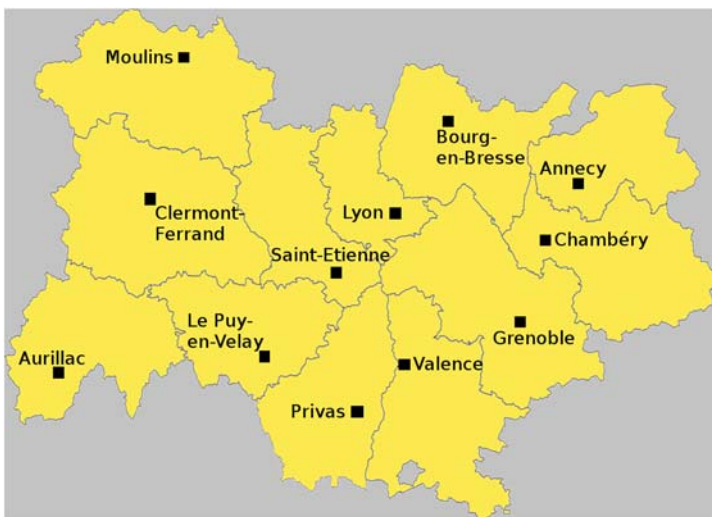 Moulins
Bourg-
en-Bresse
Annecy
Clermont-
Ferrand
Lyon
Chambéry
Saint-Etienne
Le Puy-
en-Velay
Grenoble
Aurillac
Valence
Privas